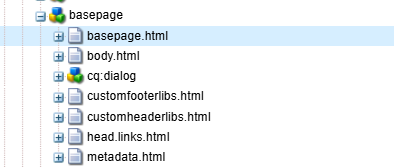 basepage
basepage.html
body.html
cq:dialog
customfooterlibs.html
customheaderlibs.html
head.links.html
metadata.html